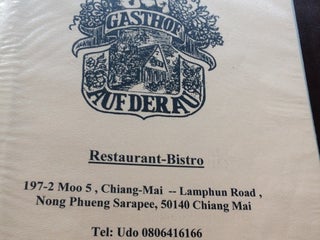 GASTHOF
AUF DER AU
Restaurant-Bistro
197-2 Moo 5 , Chiang-Mai -- Lamphun Road ,
Nong Phueng Sarapee, 50140 Chiang Mai
Tel: Udo 0806416166